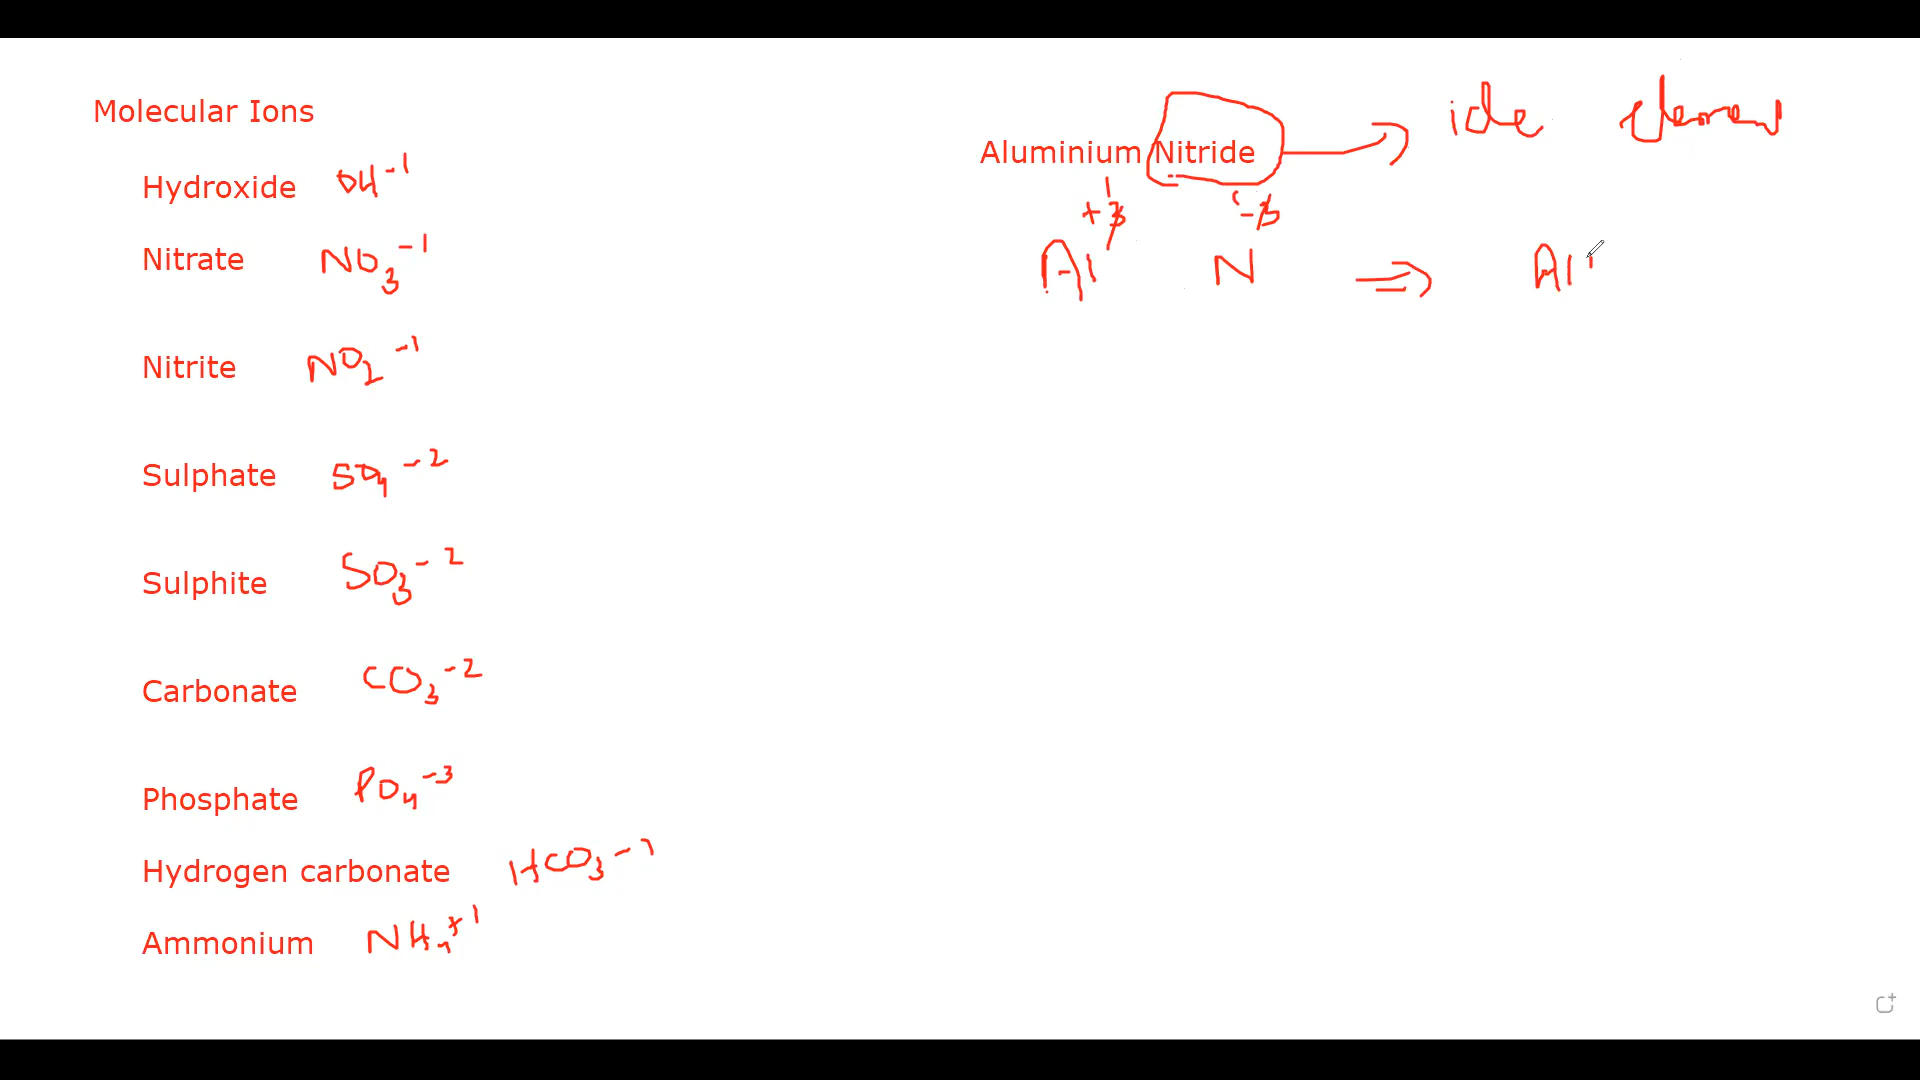 Molecular Ions
Hydroxide OH⁻¹
Nitrate NO₃⁻¹
Nitrite NO₂⁻¹
Sulphate SO₄⁻²
Sulphite SO₃⁻²
Carbonate CO₃⁻²
Phosphate PO₄⁻³
Hydrogen carbonate HCO₃⁻¹
Ammonium NH₄⁺¹
ide
Aluminium Nitride
1
+3 -3
Al N ⇒ Al